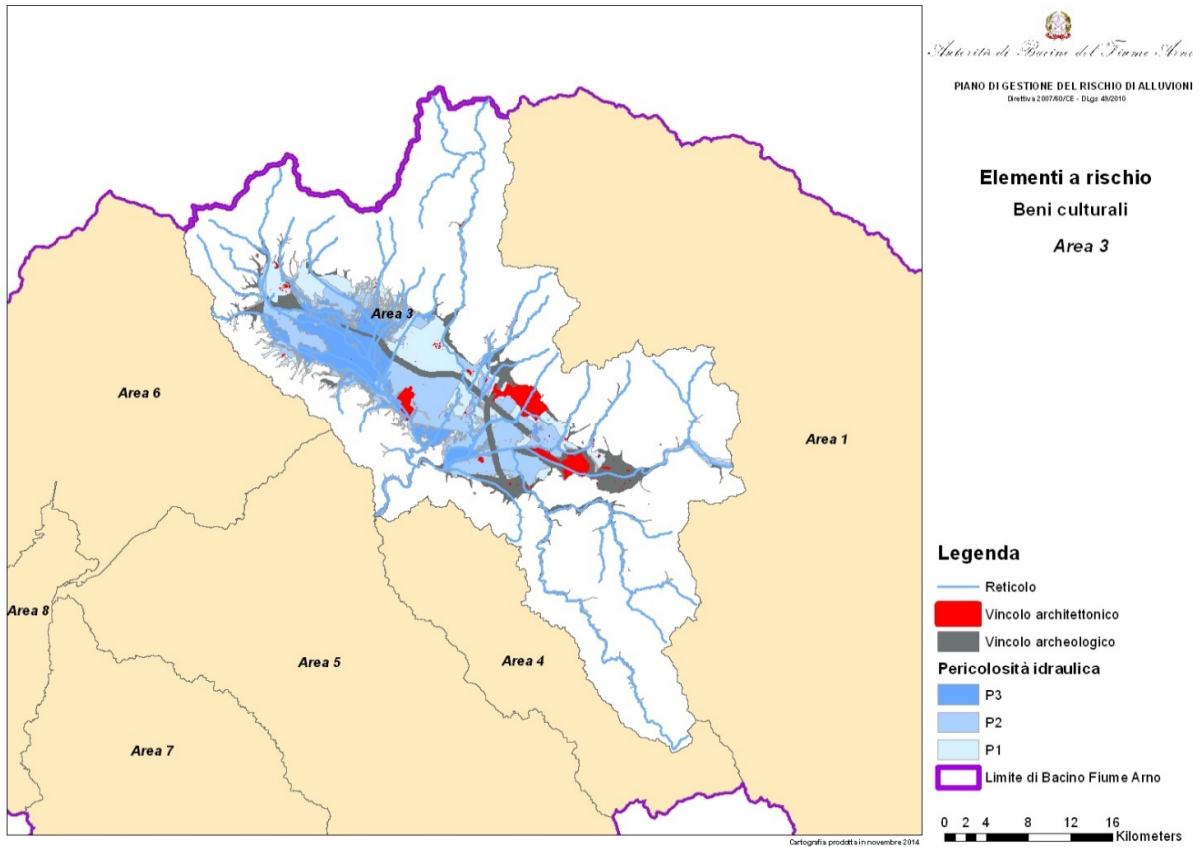 Autorità di Bacino del Fiume Arno
PIANO DI GESTIONE DEL RISCHIO DI ALLUVIONI
Direttiva 2007/60/CE - DLgs 49/2010
Elementi a rischio
Beni culturali
Area 3
Area 3
Area 6
Area 1
Area 8
Area 5
Area 4
Area 7
Legenda
Reticolo
Vincolo architettonico
Vincolo archeologico
Pericolosità idraulica
P3
P2
P1
Limite di Bacino Fiume Arno
0 2 4 8 12 16
Kilometers
Cartografia prodotta in novembre 2014